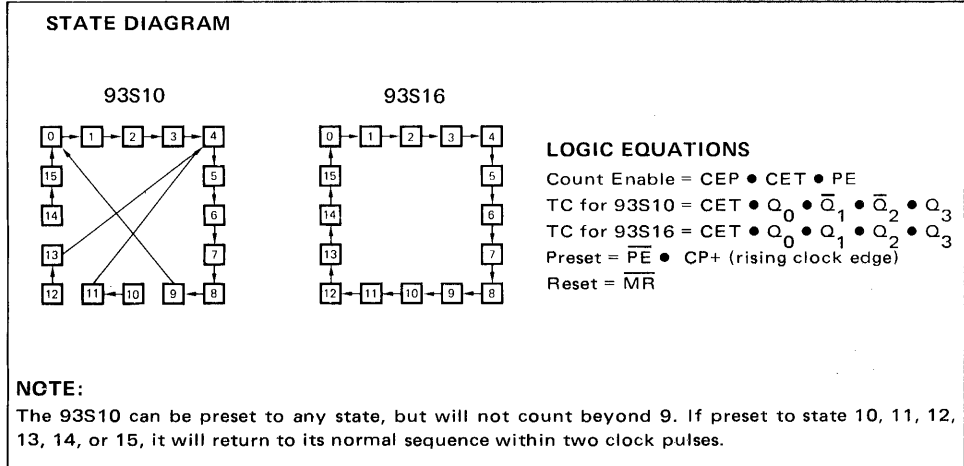 STATE DIAGRAM
93S10
93S16
0 1 2 3 4
15 5
14 6
13 7
12 11 10 9 8
0 1 2 3 4
15 5
14 6
13 7
12 11 10 9 8
LOGIC EQUATIONS
Count Enable = CEP • CET • PE
TC for 93S10 = CET • Q₀ • Q̅₁ • Q̅₂ • Q₃
TC for 93S16 = CET • Q₀ • Q₁ • Q₂ • Q₃
Preset = P̅E̅ • CP+ (rising clock edge)
Reset = M̅R̅
NOTE:
The 93S10 can be preset to any state, but will not count beyond 9. If preset to state 10, 11, 12,
13, 14, or 15, it will return to its normal sequence within two clock pulses.